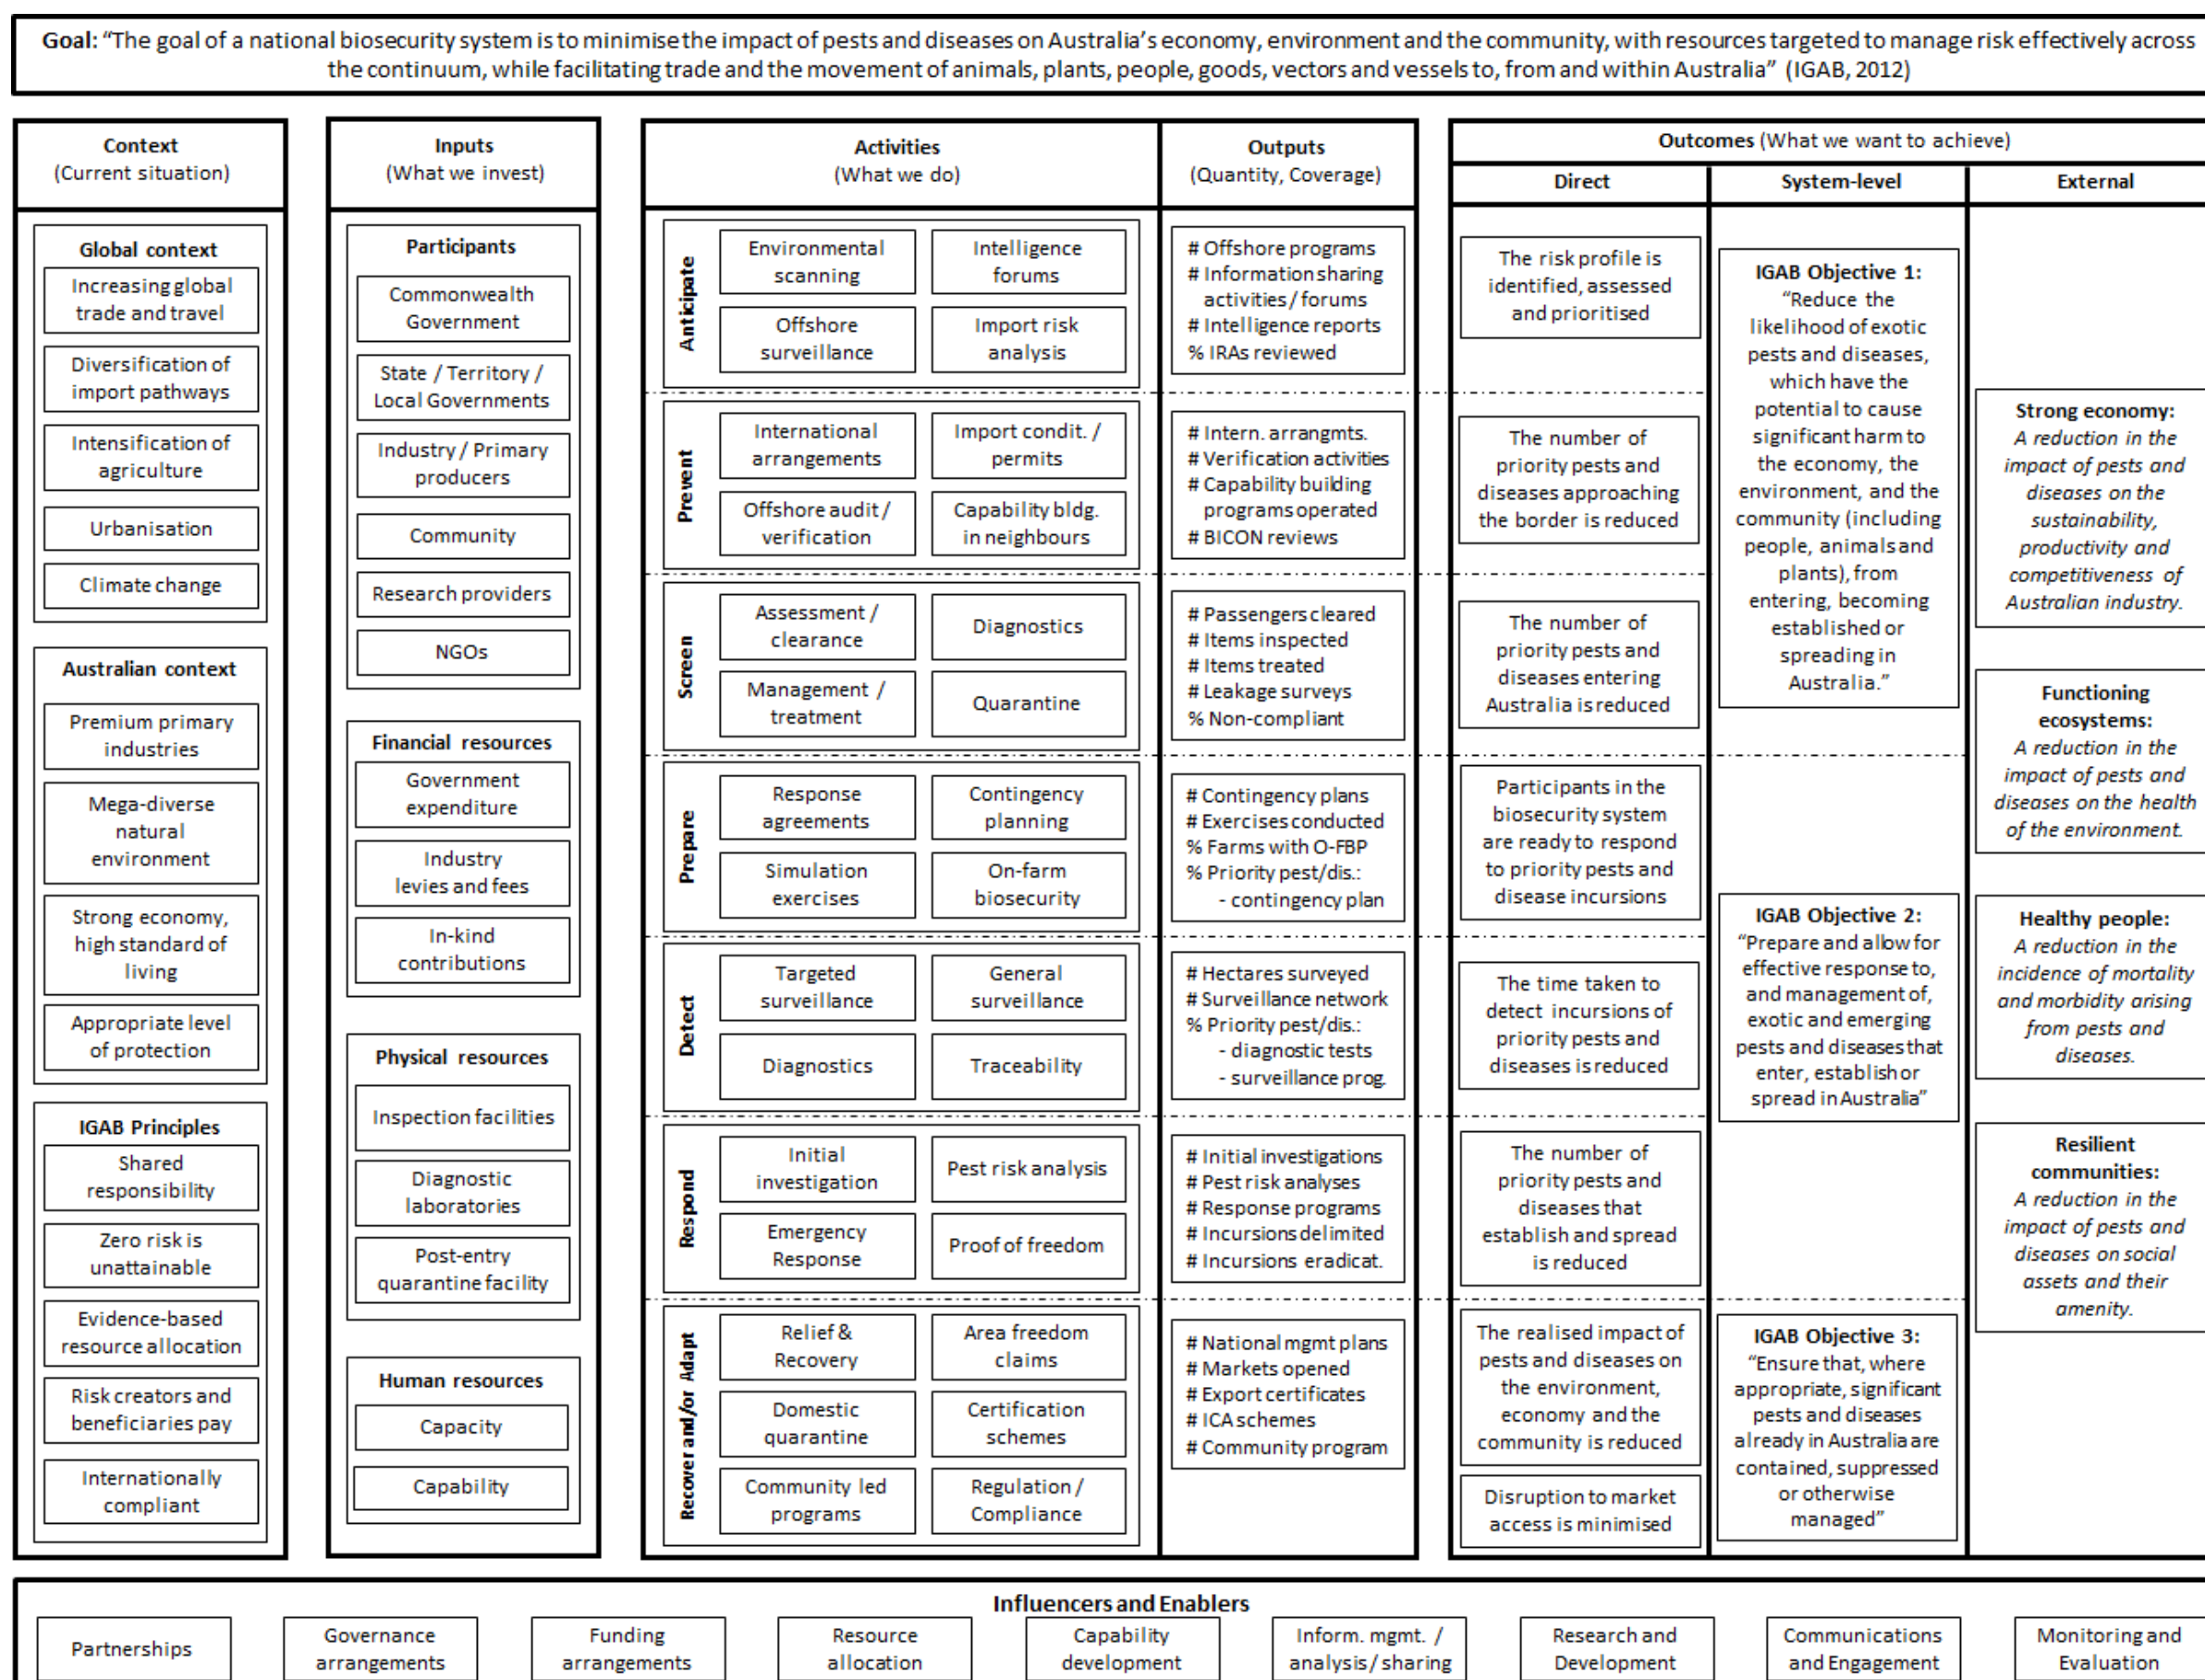 Goal: “The goal of a national biosecurity system is to minimise the impact of pests and diseases on Australia’s economy, environment and the community, with resources targeted to manage risk effectively across
the continuum, while facilitating trade and the movement of animals, plants, people, goods, vectors and vessels to, from and within Australia” (IGAB, 2012)
Context
(Current situation)
Global context
Increasing global
trade and travel
Diversification of
import pathways
Intensification of
agriculture
Urbanisation
Climate change
Australian context
Premium primary
industries
Mega-diverse
natural
environment
Strong economy,
high standard of
living
Appropriate level
of protection
IGAB Principles
Shared
responsibility
Zero risk is
unattainable
Evidence-based
resource allocation
Risk creators and
beneficiaries pay
Internationally
compliant
Inputs
(What we invest)
Participants
Commonwealth
Government
State / Territory /
Local Governments
Industry / Primary
producers
Community
Research providers
NGOs
Financial resources
Government
expenditure
Industry
levies and fees
In-kind
contributions
Physical resources
Inspection facilities
Diagnostic
laboratories
Post-entry
quarantine facility
Human resources
Capacity
Capability
Activities
(What we do)
Outputs
(Quantity, Coverage)
Outcomes (What we want to achieve)
Direct
System-level
External
Anticipate
Environmental
scanning
Intelligence
forums
Offshore
surveillance
Import risk
analysis
# Offshore programs
# Information sharing
activities / forums
# Intelligence reports
% IRAs reviewed
The risk profile is
identified, assessed
and prioritised
Prevent
International
arrangements
Import condit. /
permits
Offshore audit /
verification
Capability bldg.
in neighbours
# Intern. arrangmts.
# Verification activities
# Capability building
programs operated
# BICON reviews
The number of
priority pests and
diseases approaching
the border is reduced
Screen
Assessment /
clearance
Diagnostics
Management /
treatment
Quarantine
# Passengers cleared
# Items inspected
# Items treated
# Leakage surveys
% Non-compliant
The number of
priority pests and
diseases entering
Australia is reduced
Prepare
Response
agreements
Contingency
planning
Simulation
exercises
On-farm
biosecurity
# Contingency plans
# Exercises conducted
% Farms with O-FBP
% Priority pest/dis.:
- contingency plan
Participants in the
biosecurity system
are ready to respond
to priority pests and
disease incursions
Detect
Targeted
surveillance
General
surveillance
Diagnostics
Traceability
# Hectares surveyed
# Surveillance network
% Priority pest/dis.:
- diagnostic tests
- surveillance prog.
The time taken to
detect incursions of
priority pests and
diseases is reduced
Respond
Initial
investigation
Pest risk analysis
Emergency
Response
Proof of freedom
# Initial investigations
# Pest risk analyses
# Response programs
# Incursions delimited
# Incursions eradicat.
The number of
priority pests and
diseases that
establish and spread
is reduced
Recover and/or Adapt
Relief &
Recovery
Area freedom
claims
Domestic
quarantine
Certification
schemes
Community led
programs
Regulation /
Compliance
# National mgmt plans
# Markets opened
# Export certificates
# ICA schemes
# Community program
The realised impact of
pests and diseases on
the environment,
economy and the
community is reduced
Disruption to market
access is minimised
IGAB Objective 1:
“Reduce the
likelihood of exotic
pests and diseases,
which have the
potential to cause
significant harm to
the economy, the
environment, and the
community (including
people, animals and
plants), from
entering, becoming
established or
spreading in
Australia.”
IGAB Objective 2:
“Prepare and allow for
effective response to,
and management of,
exotic and emerging
pests and diseases that
enter, establish or
spread in Australia”
IGAB Objective 3:
“Ensure that, where
appropriate, significant
pests and diseases
already in Australia are
contained, suppressed
or otherwise
managed”
Strong economy:
A reduction in the
impact of pests and
diseases on the
sustainability,
productivity and
competitiveness of
Australian industry.
Functioning
ecosystems:
A reduction in the
impact of pests and
diseases on the health
of the environment.
Healthy people:
A reduction in the
incidence of mortality
and morbidity arising
from pests and
diseases.
Resilient
communities:
A reduction in the
impact of pests and
diseases on social
assets and their
amenity.
Influencers and Enablers
Partnerships
Governance
arrangements
Funding
arrangements
Resource
allocation
Capability
development
Inform. mgmt. /
analysis / sharing
Research and
Development
Communications
and Engagement
Monitoring and
Evaluation